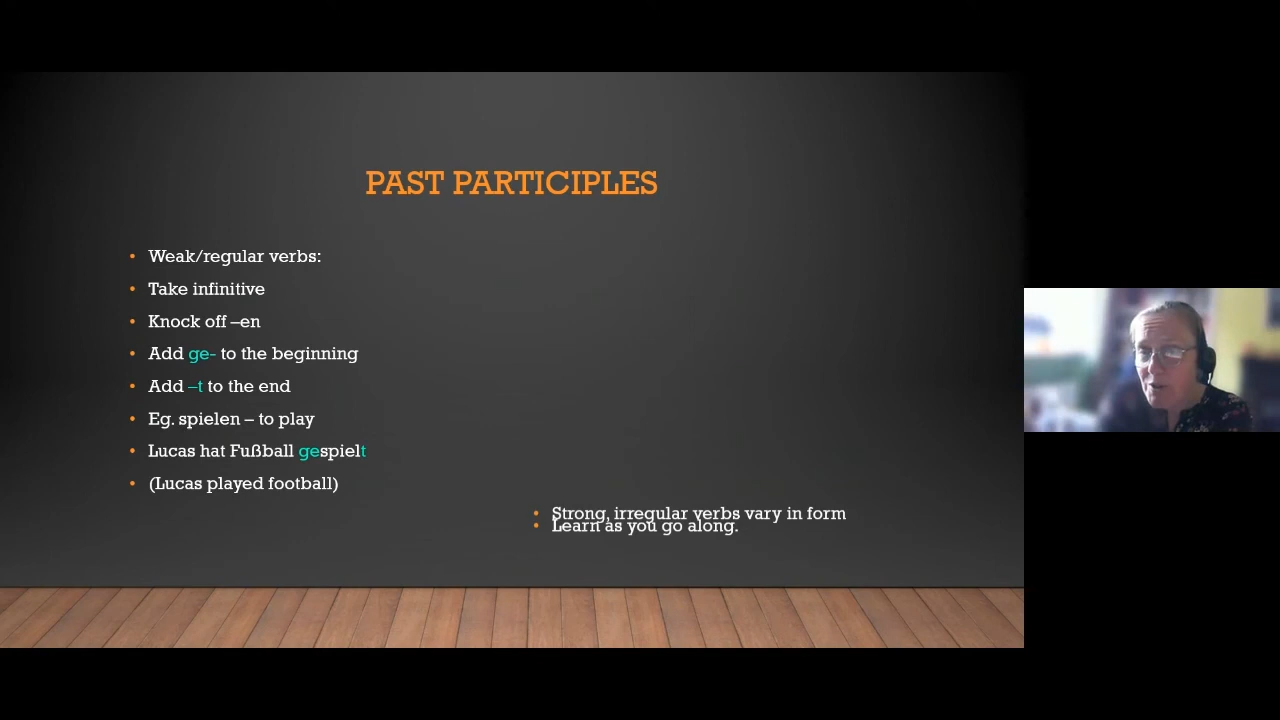 PAST PARTICIPLES
• Weak/regular verbs:
• Take infinitive
• Knock off –en
• Add ge- to the beginning
• Add –t to the end
• Eg. spielen – to play
• Lucas hat Fußball gespielt
• (Lucas played football)
• Strong, irregular verbs vary in form
• Learn as you go along.